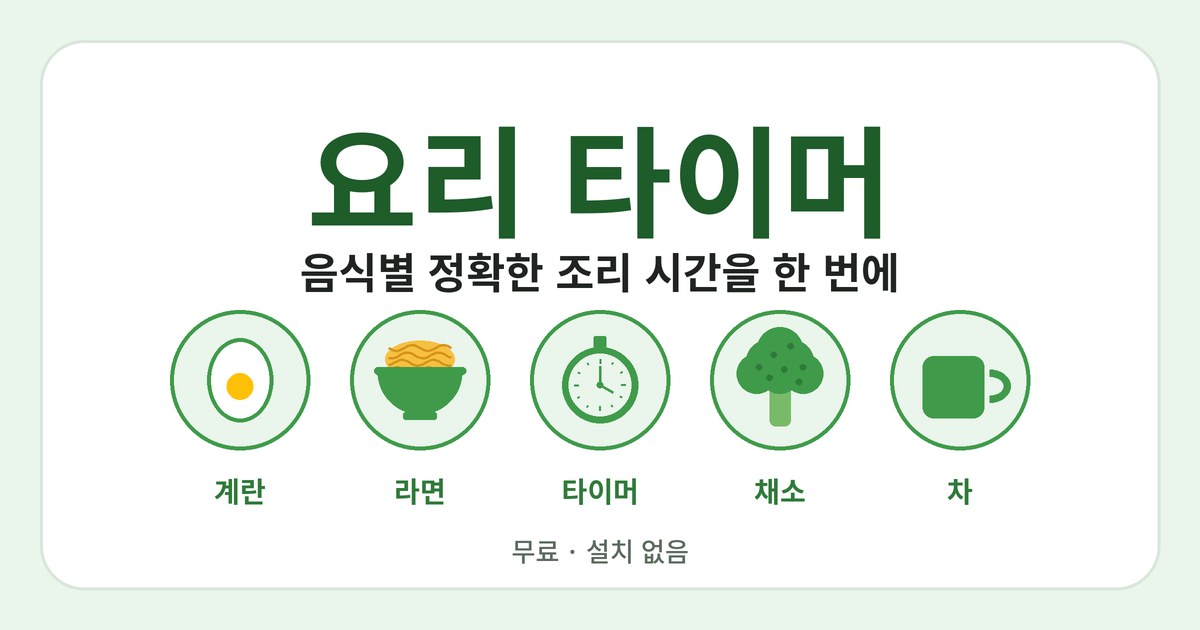 요리 타이머
음식별 정확한 조리 시간을 한 번에
계란 라면 타이머 채소 차
무료 · 설치 없음